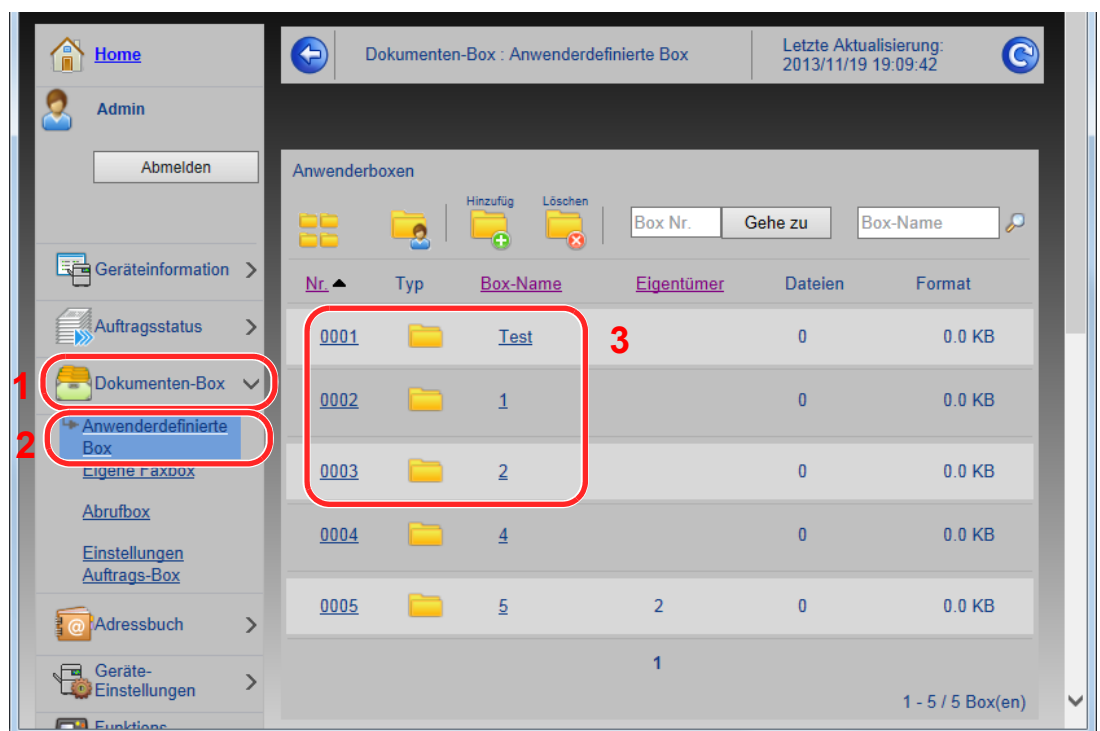 Home
Admin
Abmelden
Geräteinformation
Auftragsstatus
1
Dokumenten-Box
2
Anwenderdefinierte
Box
Eigene Faxbox
Abrufbox
Einstellungen
Auftrags-Box
Adressbuch
Geräte-
Einstellungen
Funktions
Dokumenten-Box : Anwenderdefinierte Box
Letzte Aktualisierung:
2013/11/19 19:09:42
Anwenderboxen
Hinzufüg Löschen
Box Nr. Gehe zu Box-Name
Nr. Typ Box-Name Eigentümer Dateien Format
0001 Test 3 0 0.0 KB
0002 1 0 0.0 KB
0003 2 0 0.0 KB
0004 4 0 0.0 KB
0005 5 2 0 0.0 KB
1
1 - 5 / 5 Box(en)